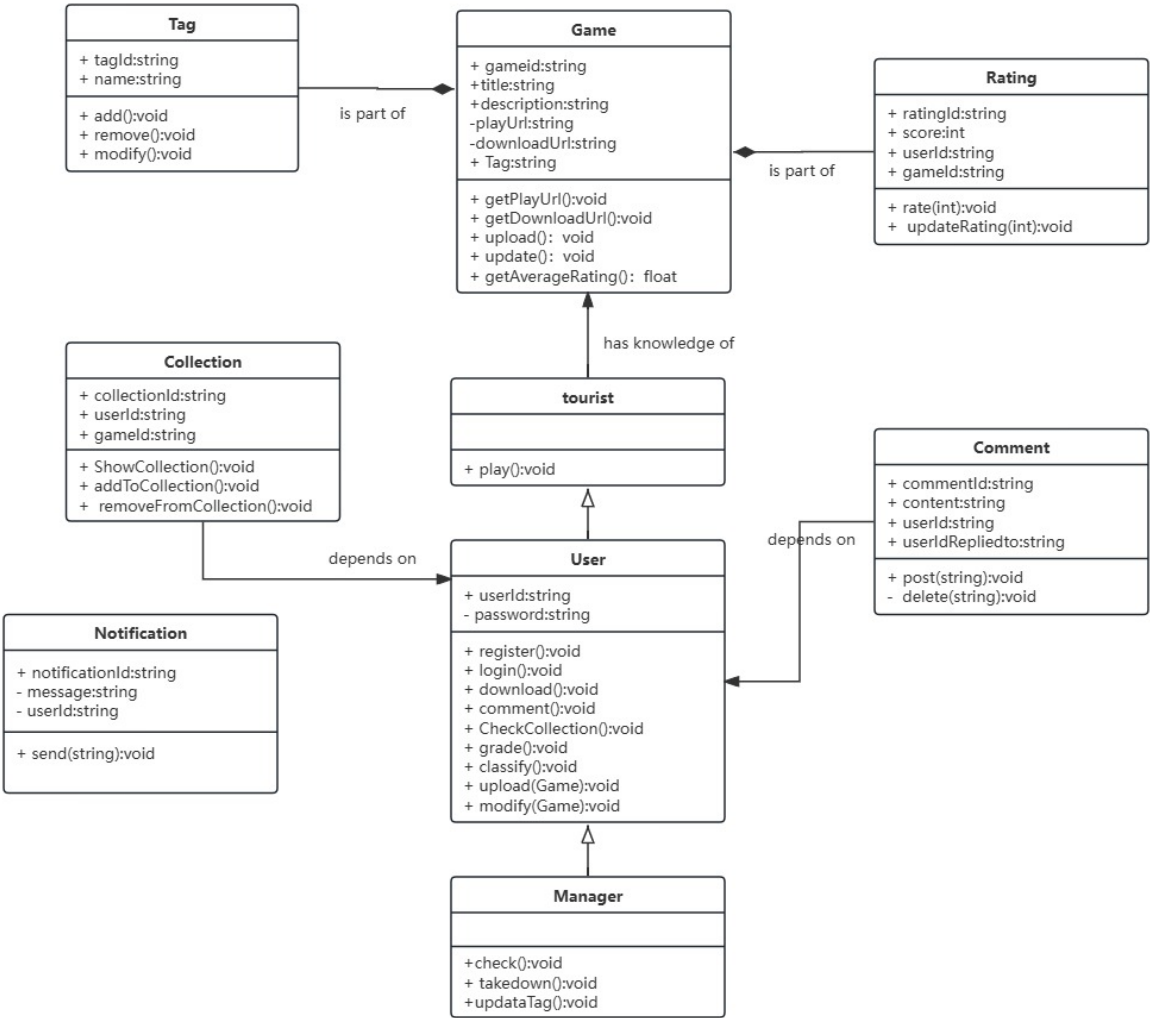 Tag
+ tagId:string
+ name:string
+ add():void
+ remove():void
+ modify():void
is part of
Game
+ gameid:string
+title:string
+description:string
-playUrl:string
-downloadUrl:string
+ Tag:string
+ getPlayUrl():void
+ getDownloadUrl():void
+ upload()：void
+ update()：void
+ getAverageRating()：float
is part of
Rating
+ ratingId:string
+ score:int
+ userId:string
+ gameId:string
+ rate(int):void
+ updateRating(int):void
has knowledge of
Collection
+ collectionId:string
+ userId:string
+ gameId:string
+ ShowCollection():void
+ addToCollection():void
+ removeFromCollection():void
depends on
tourist
+ play():void
Comment
+ commentId:string
+ content:string
+ userId:string
+ userIdRepliedto:string
+ post(string):void
- delete(string):void
depends on
User
+ userId:string
- password:string
+ register():void
+ login():void
+ download():void
+ comment():void
+ CheckCollection():void
+ grade():void
+ classify():void
+ upload(Game):void
+ modify(Game):void
Notification
+ notificationId:string
- message:string
- userId:string
+ send(string):void
Manager
+check():void
+ takedown():void
+updataTag():void